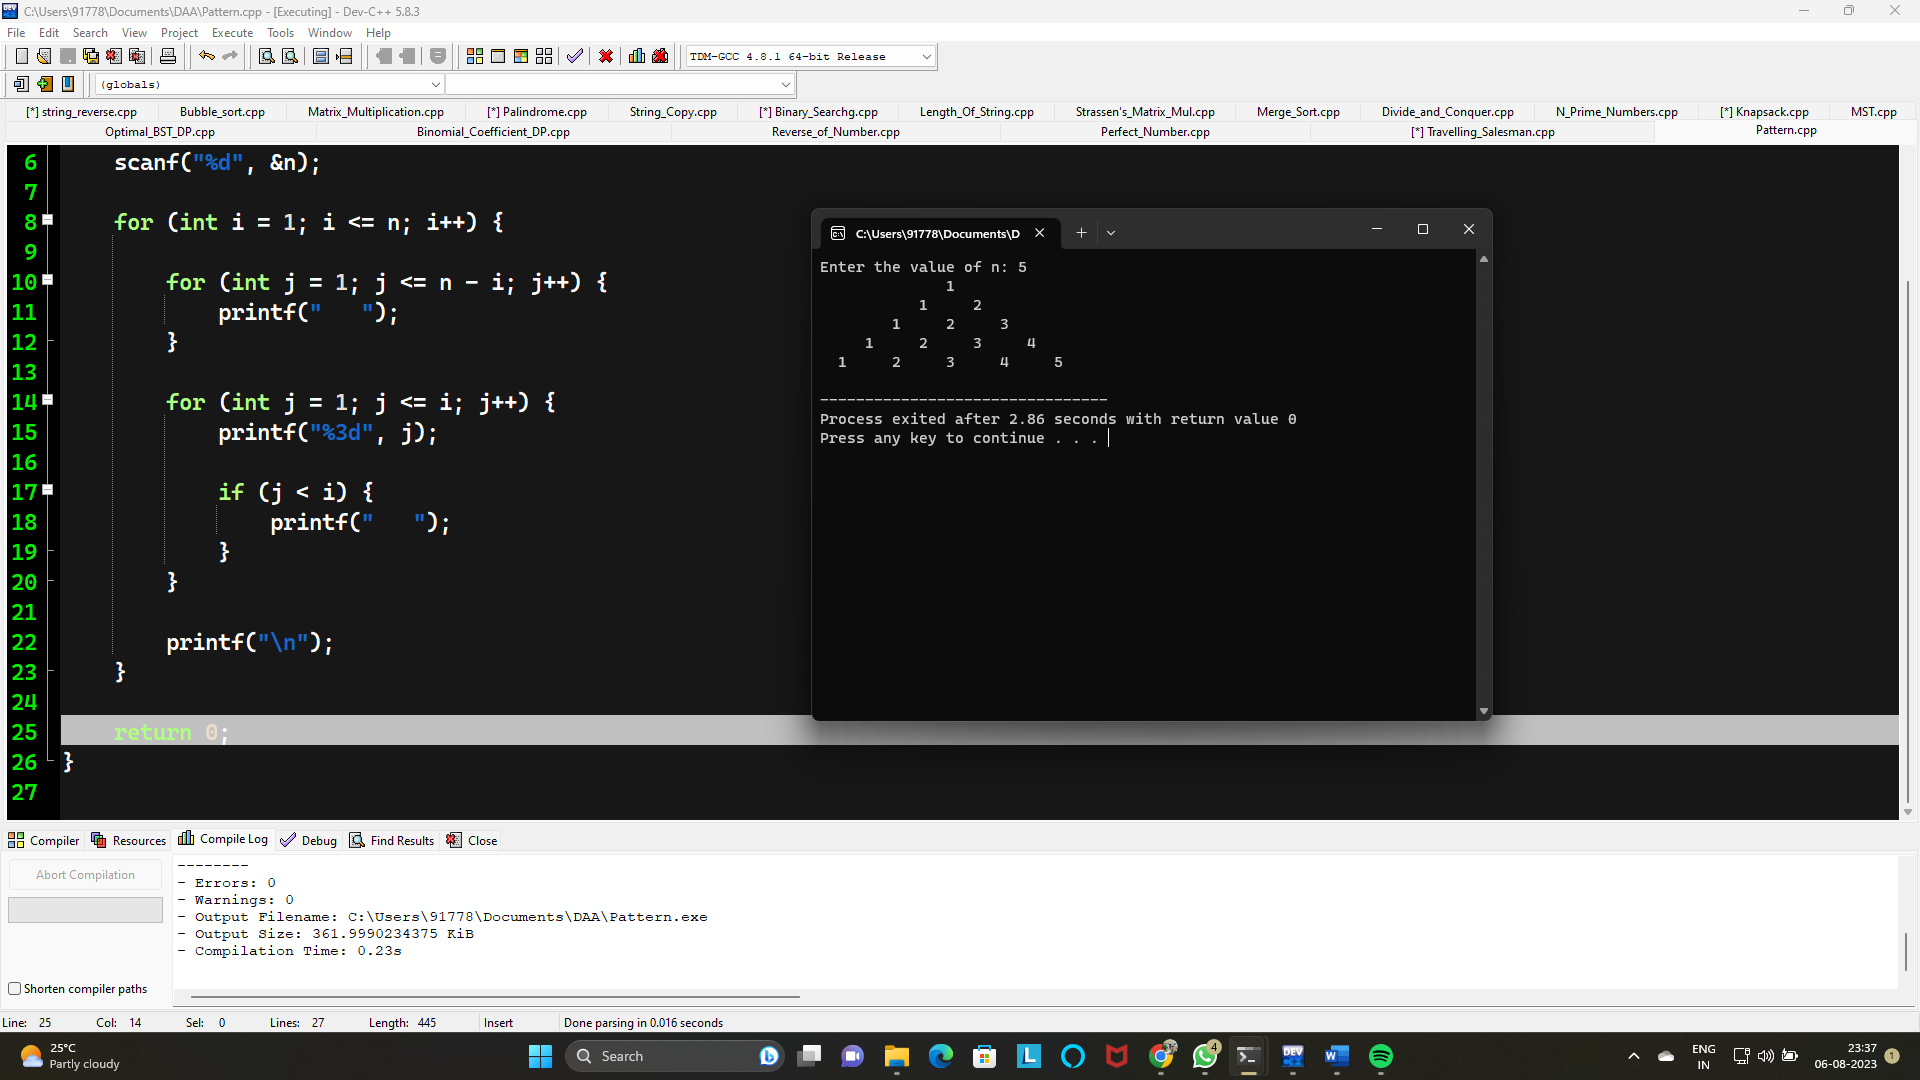 C:\Users\91778\Documents\DAA\Pattern.cpp - [Executing] - Dev-C++ 5.8.3
File Edit Search View Project Execute Tools Window Help
TDM-GCC 4.8.1 64-bit Release
(globals)
[*] string_reverse.cpp Bubble_sort.cpp Matrix_Multiplication.cpp [*] Palindrome.cpp String_Copy.cpp [*] Binary_Searchg.cpp Length_Of_String.cpp Strassen's_Matrix_Mul.cpp Merge_Sort.cpp Divide_and_Conquer.cpp N_Prime_Numbers.cpp [*] Knapsack.cpp MST.cpp
Optimal_BST_DP.cpp Binomial_Coefficient_DP.cpp Reverse_of_Number.cpp Perfect_Number.cpp [*] Travelling_Salesman.cpp Pattern.cpp
6 scanf("%d", &n);
7
8 for (int i = 1; i <= n; i++) {
9
10 for (int j = 1; j <= n - i; j++) {
11 printf("   ");
12 }
13
14 for (int j = 1; j <= i; j++) {
15 printf("%3d", j);
16
17 if (j < i) {
18 printf("   ");
19 }
20 }
21
22 printf("\n");
23 }
24
25 return 0;
26 }
27
C:\Users\91778\Documents\D
Enter the value of n: 5
1
1 2
1 2 3
1 2 3 4
1 2 3 4 5
--------------------------------
Process exited after 2.86 seconds with return value 0
Press any key to continue . . .
Compiler Resources Compile Log Debug Find Results Close
Abort Compilation
Shorten compiler paths
--------
- Errors: 0
- Warnings: 0
- Output Filename: C:\Users\91778\Documents\DAA\Pattern.exe
- Output Size: 361.9990234375 KiB
- Compilation Time: 0.23s
Line: 25 Col: 14 Sel: 0 Lines: 27 Length: 445 Insert Done parsing in 0.016 seconds
25°C
Partly cloudy
Search
4
DEV
ENG
IN
23:37
06-08-2023
1